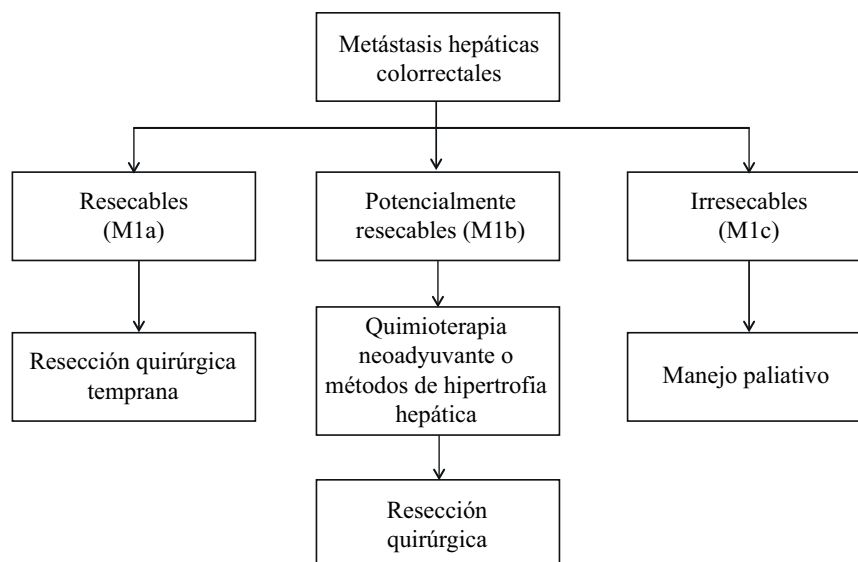 Metástasis hepáticas
colorrectales
Resecables
(M1a)
Potencialmente
resecables (M1b)
Irresecables
(M1c)
Resección quirúrgica
temprana
Quimioterapia
neoadyuvante o
métodos de hipertrofia
hepática
Manejo paliativo
Resección
quirúrgica